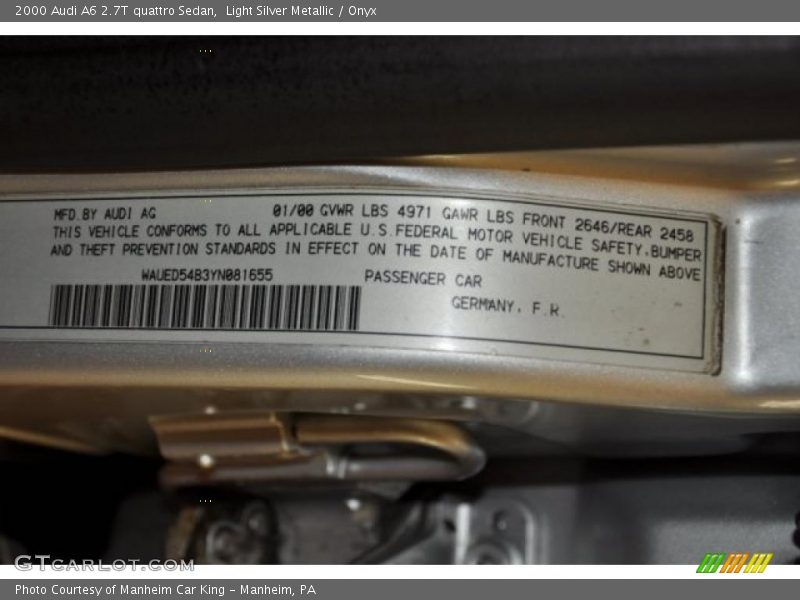 2000 Audi A6 2.7T quattro Sedan,  Light Silver Metallic / Onyx
MFD.BY AUDI AG 01/00 GVWR LBS 4971 GAWR LBS FRONT 2646/REAR 2458
THIS VEHICLE CONFORMS TO ALL APPLICABLE U.S.FEDERAL MOTOR VEHICLE SAFETY,BUMPER
AND THEFT PREVENTION STANDARDS IN EFFECT ON THE DATE OF MANUFACTURE SHOWN ABOVE
WAUED54B3YN081655 PASSENGER CAR
GERMANY, F.R.
GTCARLOT.COM
Photo Courtesy of Manheim Car King - Manheim, PA